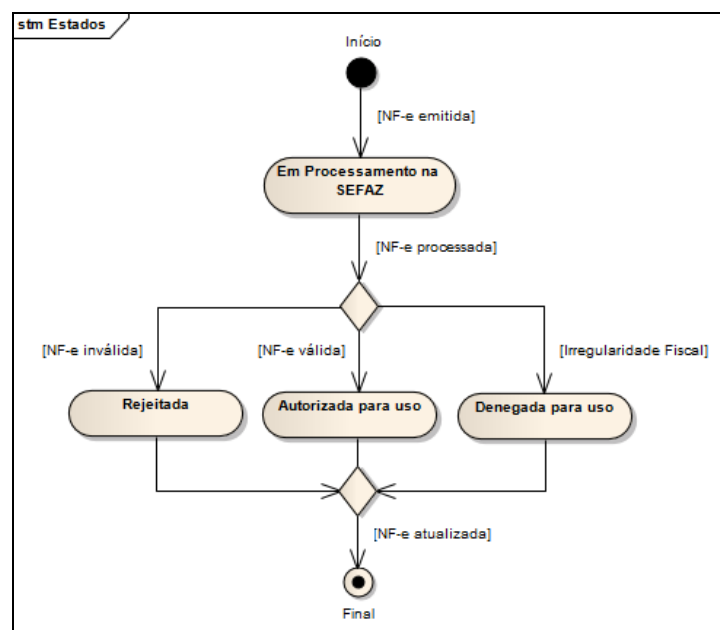 stm Estados
Início
[NF-e emitida]
Em Processamento na
SEFAZ
[NF-e processada]
[NF-e inválida]
[NF-e válida]
[Irregularidade Fiscal]
Rejeitada
Autorizada para uso
Denegada para uso
[NF-e atualizada]
Final